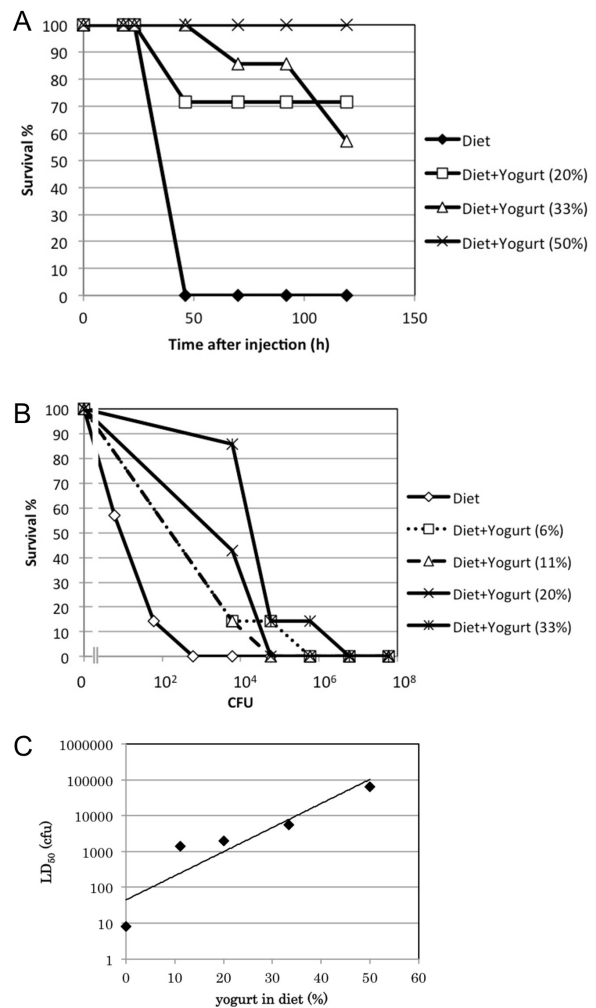 A
100
90
80
70
60
50
40
30
20
10
0
Survival %
0 50 100 150
Time after injection (h)
Diet
Diet+Yogurt (20%)
Diet+Yogurt (33%)
Diet+Yogurt (50%)
B
100
90
80
70
60
50
40
30
20
10
0
Survival %
0 10² 10⁴ 10⁶ 10⁸
CFU
Diet
Diet+Yogurt (6%)
Diet+Yogurt (11%)
Diet+Yogurt (20%)
Diet+Yogurt (33%)
C
1000000
100000
10000
1000
100
10
1
LD₅₀ (cfu)
0 10 20 30 40 50 60
yogurt in diet (%)